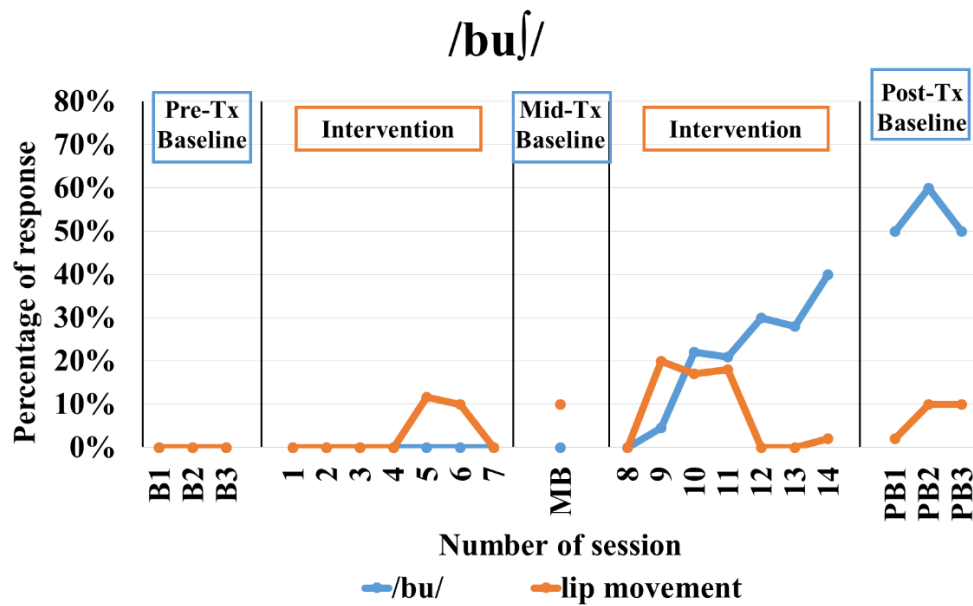 /buʃ/
Pre-Tx
Baseline
Intervention
Mid-Tx
Baseline
Intervention
Post-Tx
Baseline
Percentage of response
80%
70%
60%
50%
40%
30%
20%
10%
0%
B1
B2
B3
1
2
3
4
5
6
7
MB
8
9
10
11
12
13
14
PB1
PB2
PB3
Number of session
/bu/
lip movement